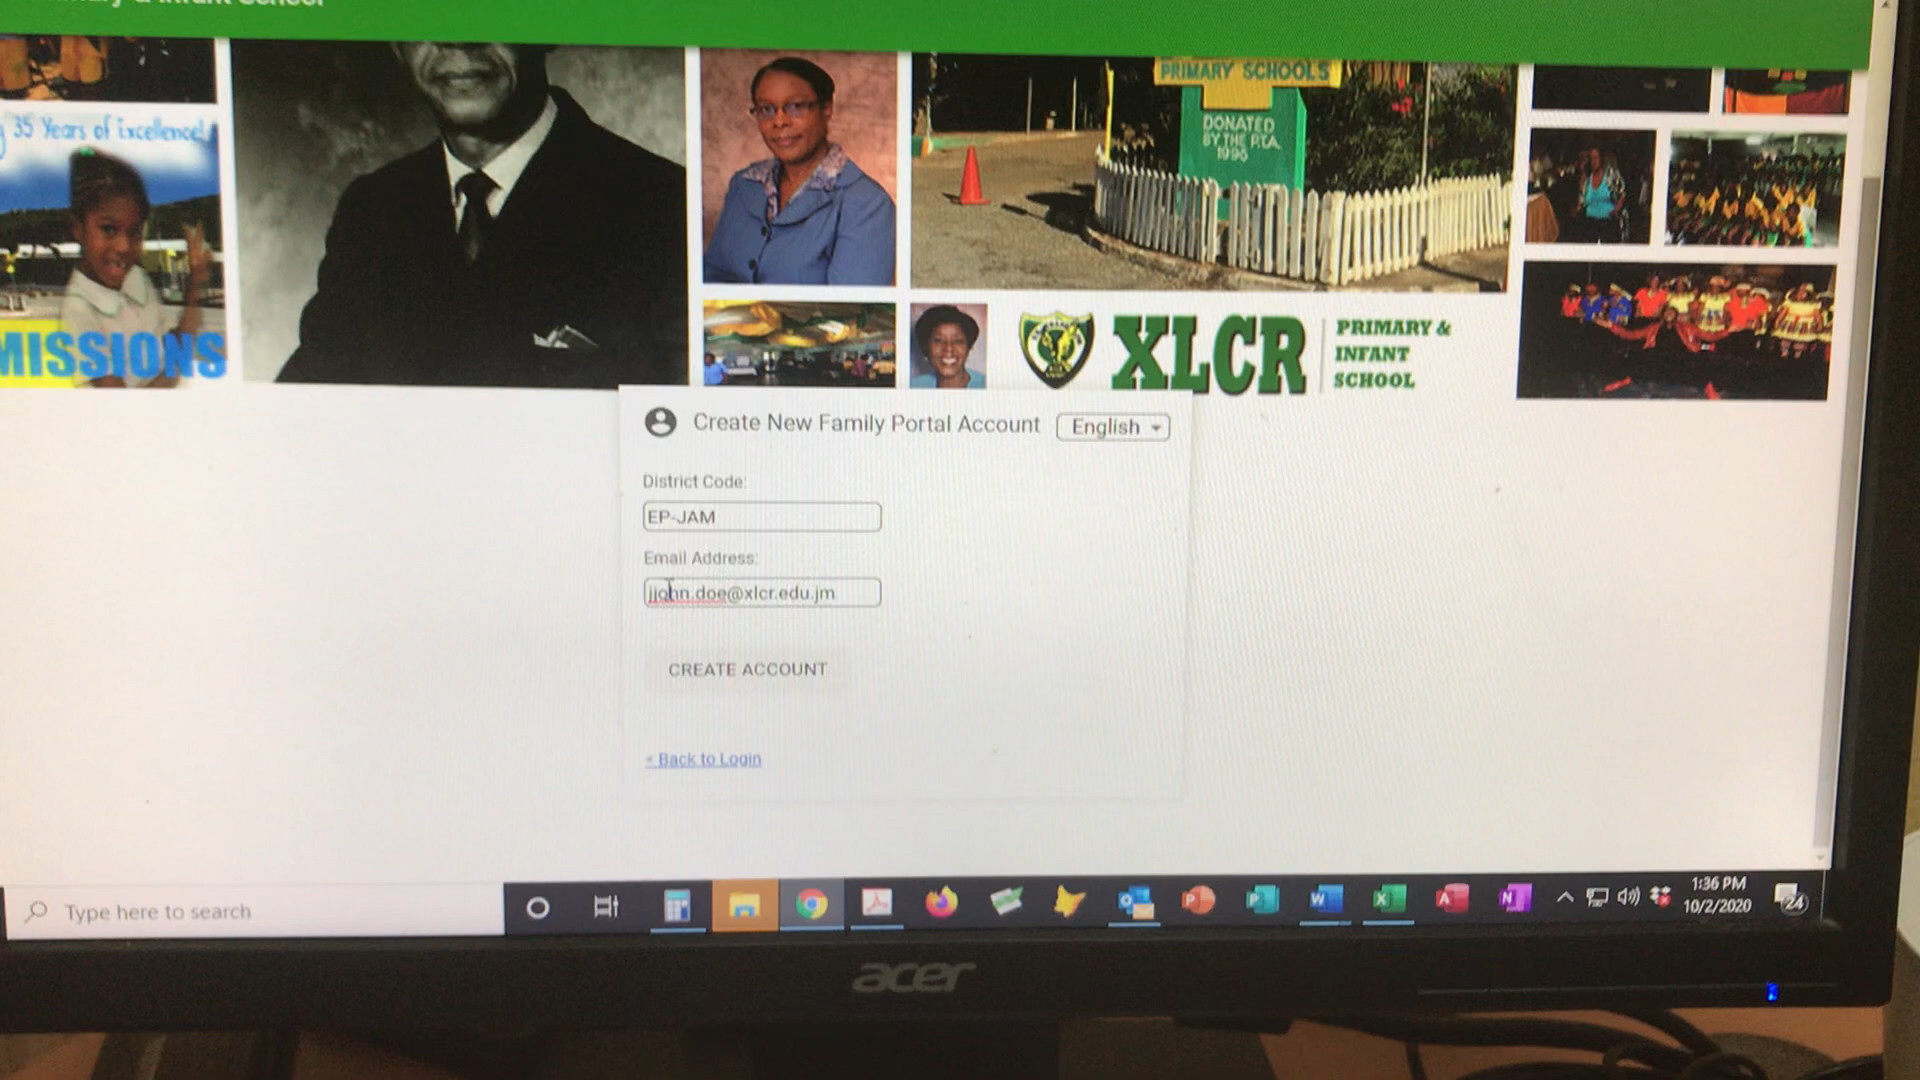 35 Years of Excellence!
MISSIONS
PRIMARY SCHOOLS
DONATED
BY THE P.T.A.
1996
XLCR
PRIMARY &
INFANT
SCHOOL
Create New Family Portal Account
English
District Code:
EP-JAM
Email Address:
jjohn.doe@xlcr.edu.jm
CREATE ACCOUNT
« Back to Login
Type here to search
1:36 PM
10/2/2020
24
acer